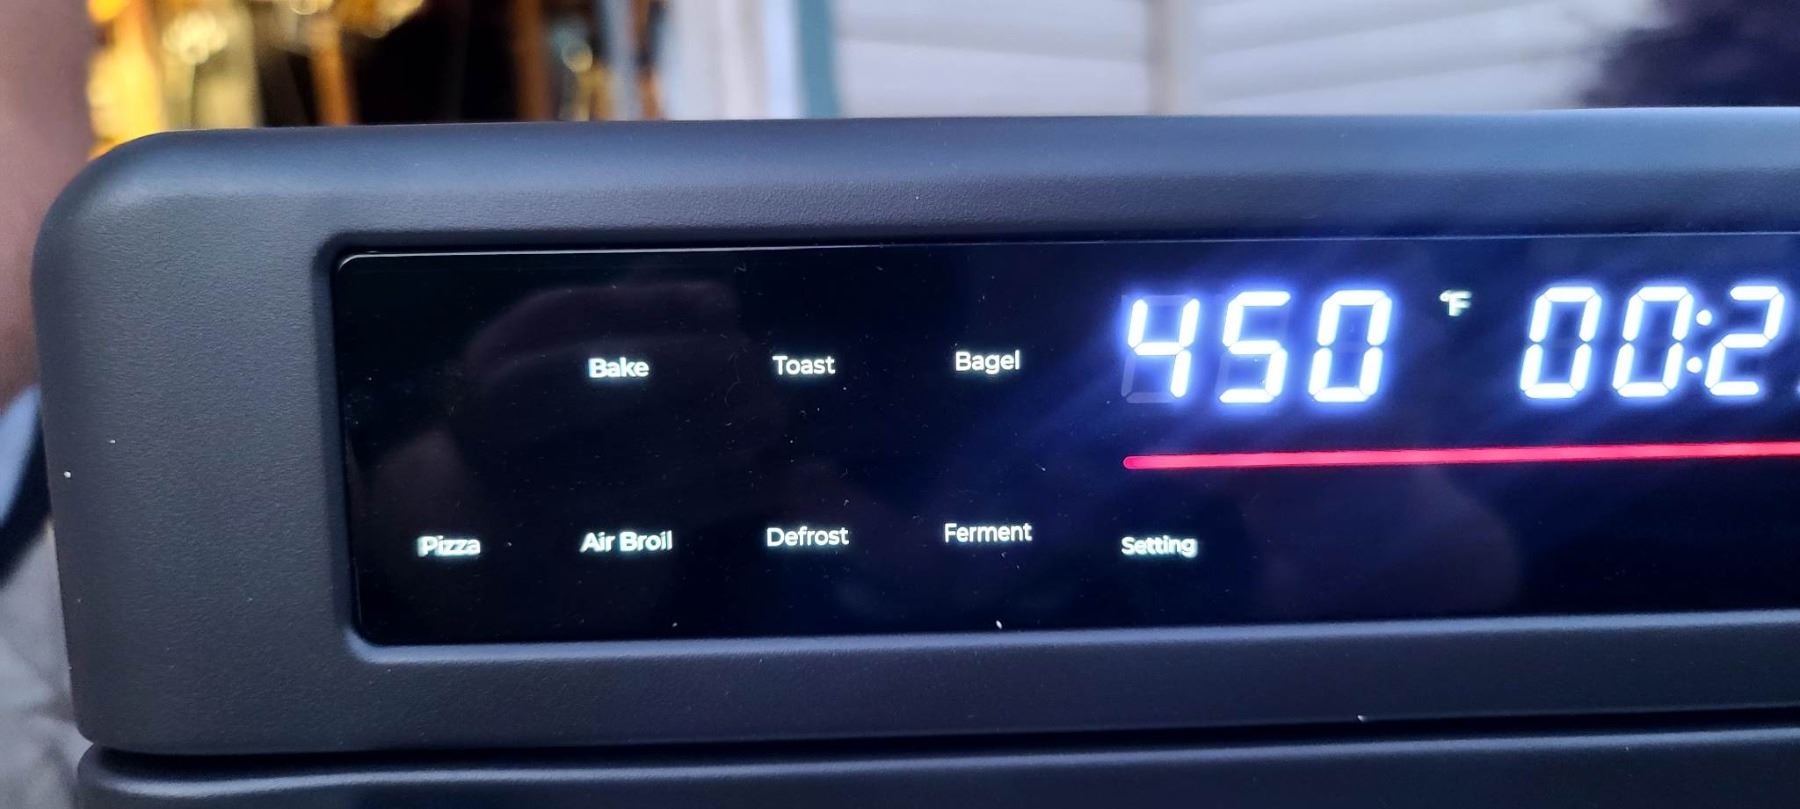 Bake Toast Bagel 450 °F 00:2
Pizza Air Broil Defrost Ferment Setting